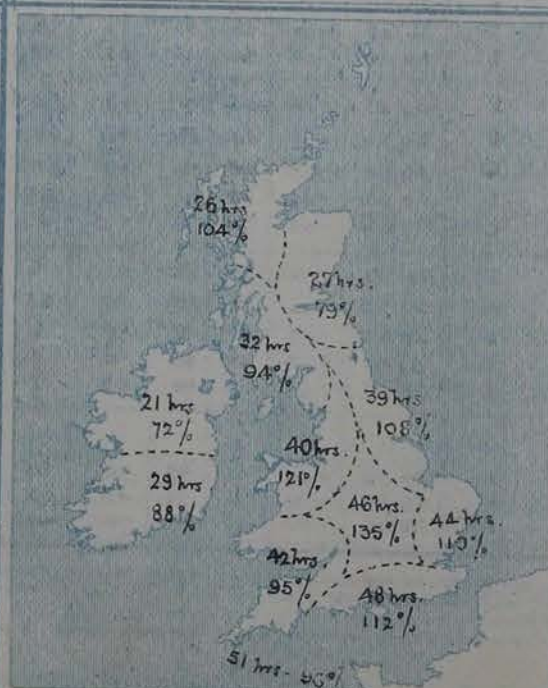 26 hrs
104%
27 hrs.
79%
32 hrs
94%
39 hrs
108%
21 hrs
72%
40 hrs.
121%
29 hrs
88%
46 hrs.
135%
44 hrs.
42 hrs.
95%
48 hrs.
112%
51 hrs -